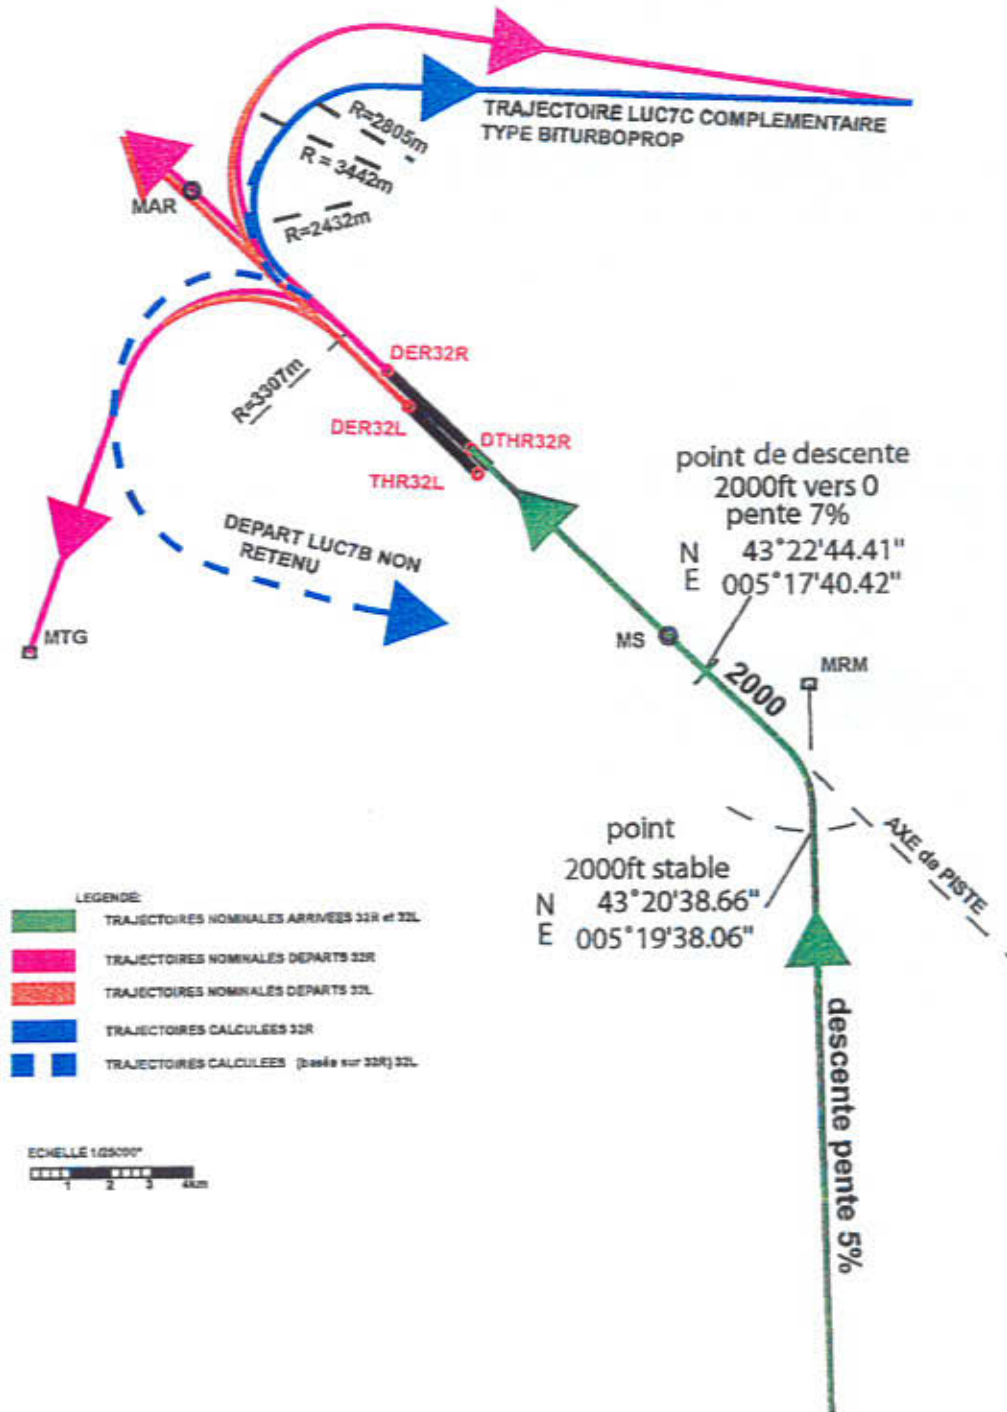 TRAJECTOIRE LUC7C COMPLEMENTAIRE
TYPE BITURBOPROP
R=2805m
R = 3442m
R=2432m
MAR
DER32R
R=3307m
DER32L
DTHR32R
THR32L
point de descente
2000ft vers 0
pente 7%
N 43°22'44.41"
E 005°17'40.42"
DEPART LUC7B NON
RETENU
MTG
MS
MRM
2000
AXE de PISTE
point
2000ft stable
N 43°20'38.66"
E 005°19'38.06"
descente pente 5%
LEGENDE:
TRAJECTOIRES NOMINALES ARRIVEES 32R et 32L
TRAJECTOIRES NOMINALES DEPARTS 32R
TRAJECTOIRES NOMINALES DEPARTS 32L
TRAJECTOIRES CALCULEES 32R
TRAJECTOIRES CALCULEES (basée sur 32R) 32L
ECHELLE 1/25000°
1 2 3 4km